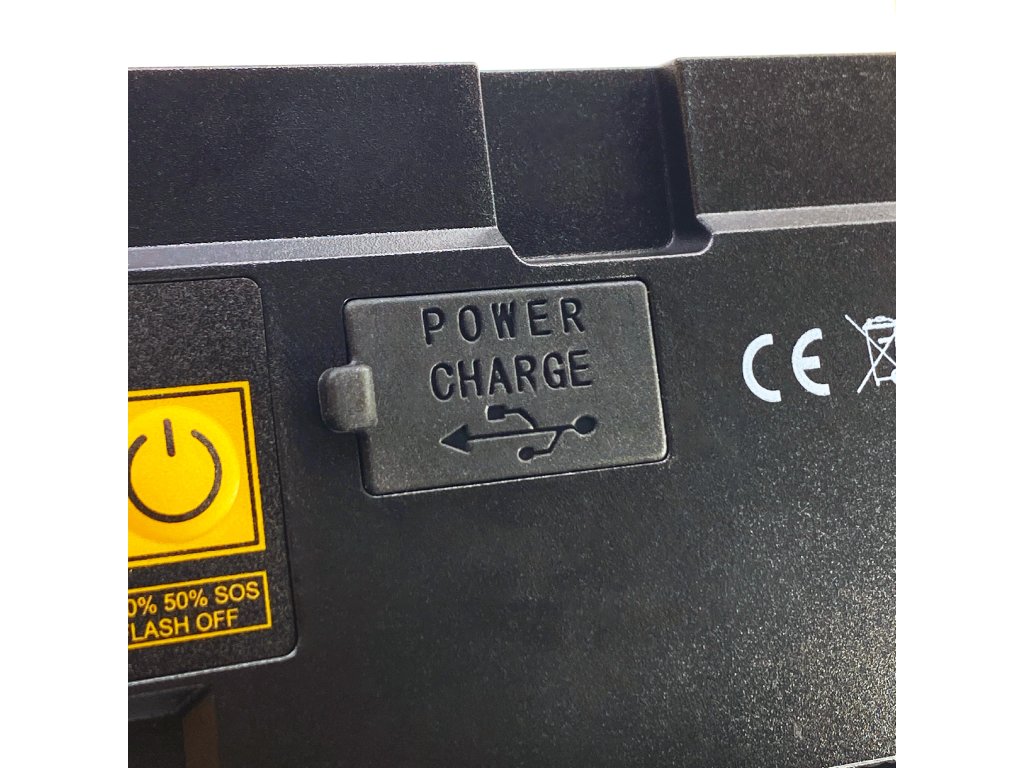 POWER
CHARGE
CE
0% 50% SOS
LASH OFF